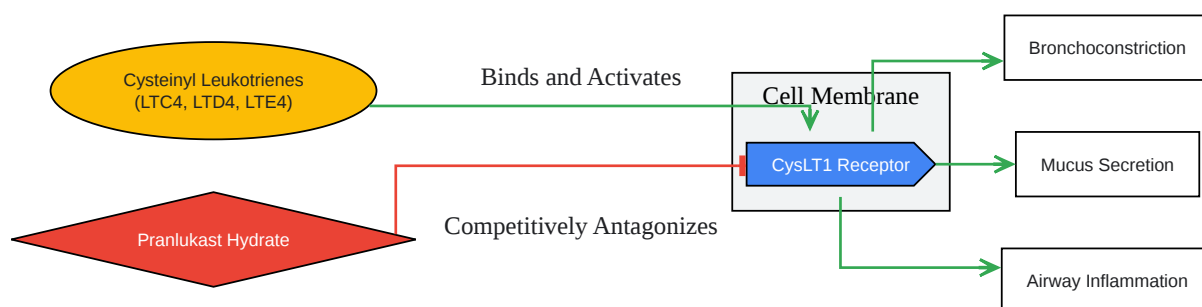 Cysteinyl Leukotrienes
(LTC4, LTD4, LTE4)
Binds and Activates
Cell Membrane
CysLT1 Receptor
Bronchoconstriction
Mucus Secretion
Airway Inflammation
Pranlukast Hydrate
Competitively Antagonizes